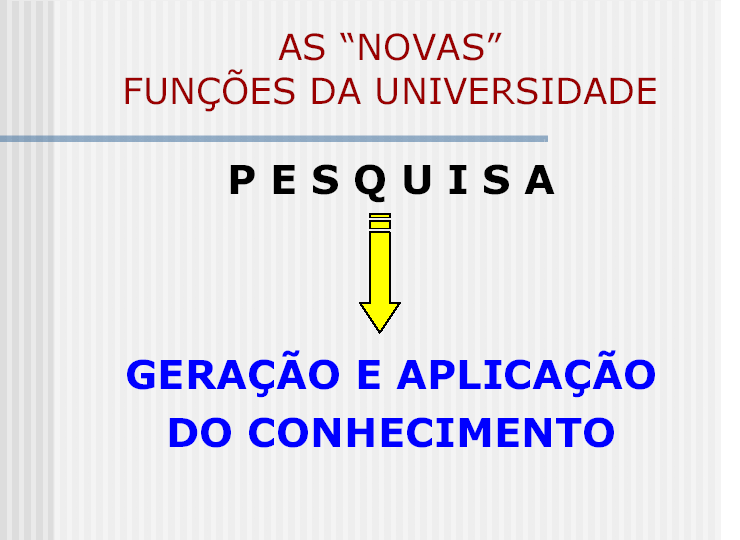 AS “NOVAS”
FUNÇÕES DA UNIVERSIDADE
P E S Q U I S A
GERAÇÃO E APLICAÇÃO
DO CONHECIMENTO